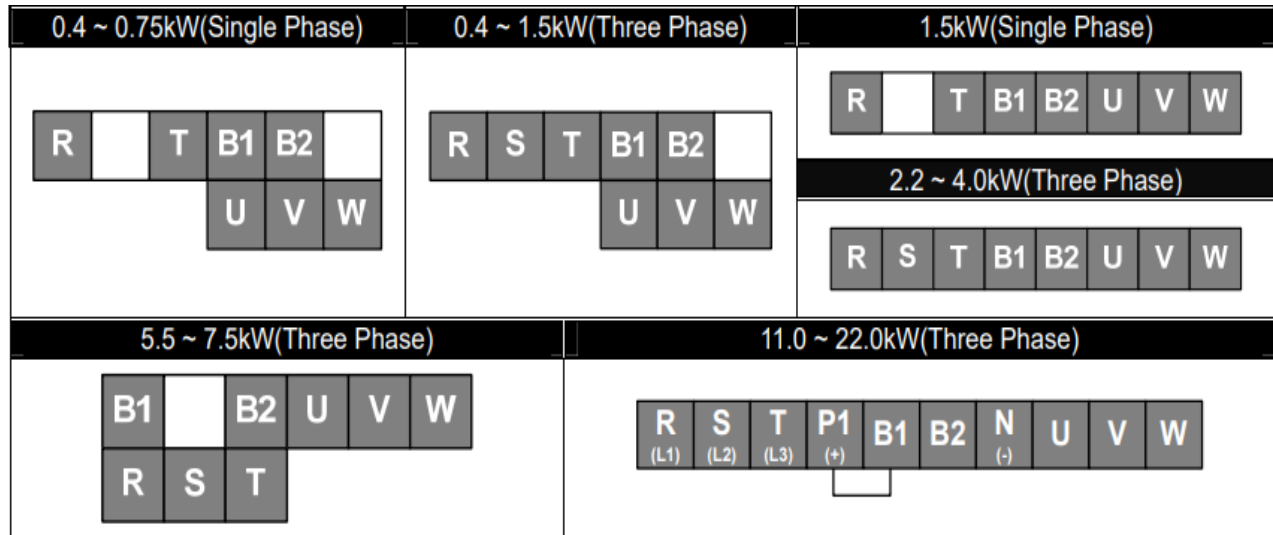 0.4 ~ 0.75kW(Single Phase)
R T B1 B2
U V W
0.4 ~ 1.5kW(Three Phase)
R S T B1 B2
U V W
1.5kW(Single Phase)
R T B1 B2 U V W
2.2 ~ 4.0kW(Three Phase)
R S T B1 B2 U V W
5.5 ~ 7.5kW(Three Phase)
B1 B2 U V W
R S T
11.0 ~ 22.0kW(Three Phase)
R S T P1 B1 B2 N U V W
(L1) (L2) (L3) (+) (-)